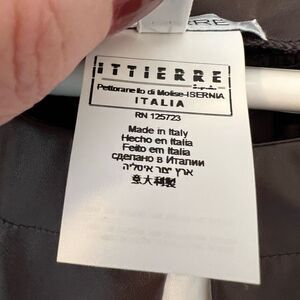 ITTIERRE
S.p.A.
Pettoranello di Molise-ISERNIA
ITALIA
RN 125723
Made in Italy
Hecho en Italia
Feito em Italia
сделано в Италии
ארץ יצור איטליה
意大利製